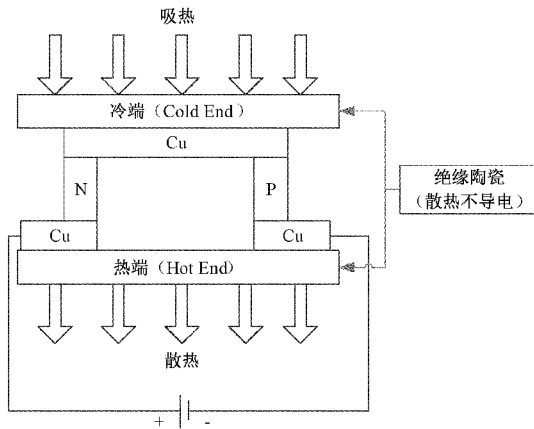 吸热
冷端（Cold End）
Cu
N
P
绝缘陶瓷
（散热不导电）
Cu
Cu
热端（Hot End）
散热
+
-